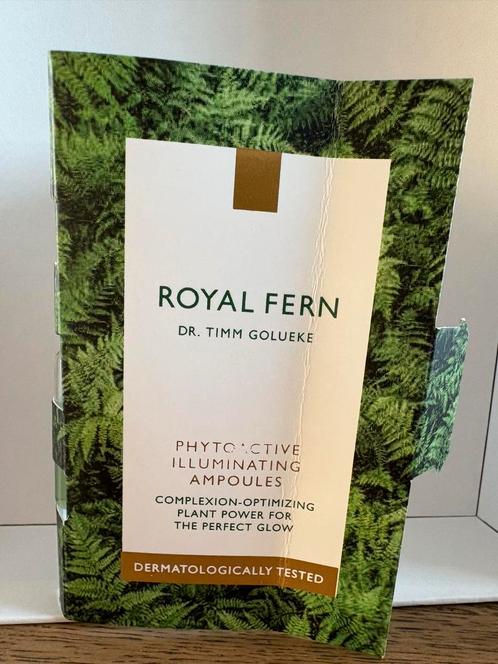 ROYAL FERN
DR. TIMM GOLUEKE
PHYTOACTIVE
ILLUMINATING
AMPOULES
COMPLEXION-OPTIMIZING
PLANT POWER FOR
THE PERFECT GLOW
DERMATOLOGICALLY TESTED